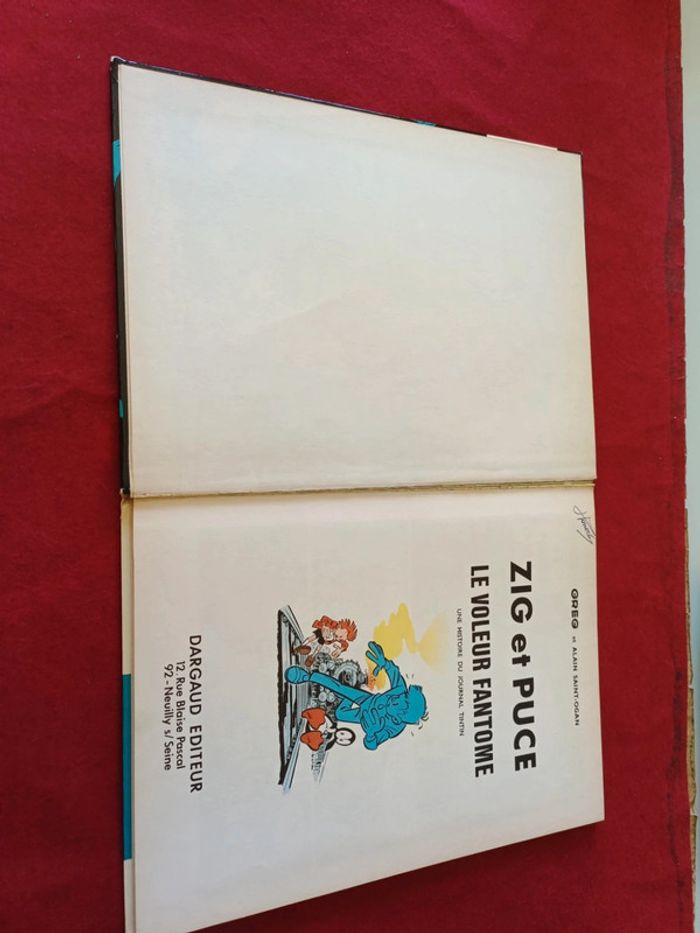 GREG et ALAIN SAINT-OGAN
ZIG et PUCE
LE VOLEUR FANTOME
UNE HISTOIRE DU JOURNAL TINTIN
DARGAUD EDITEUR
12, Rue Blaise Pascal
92 - Neuilly s/ Seine